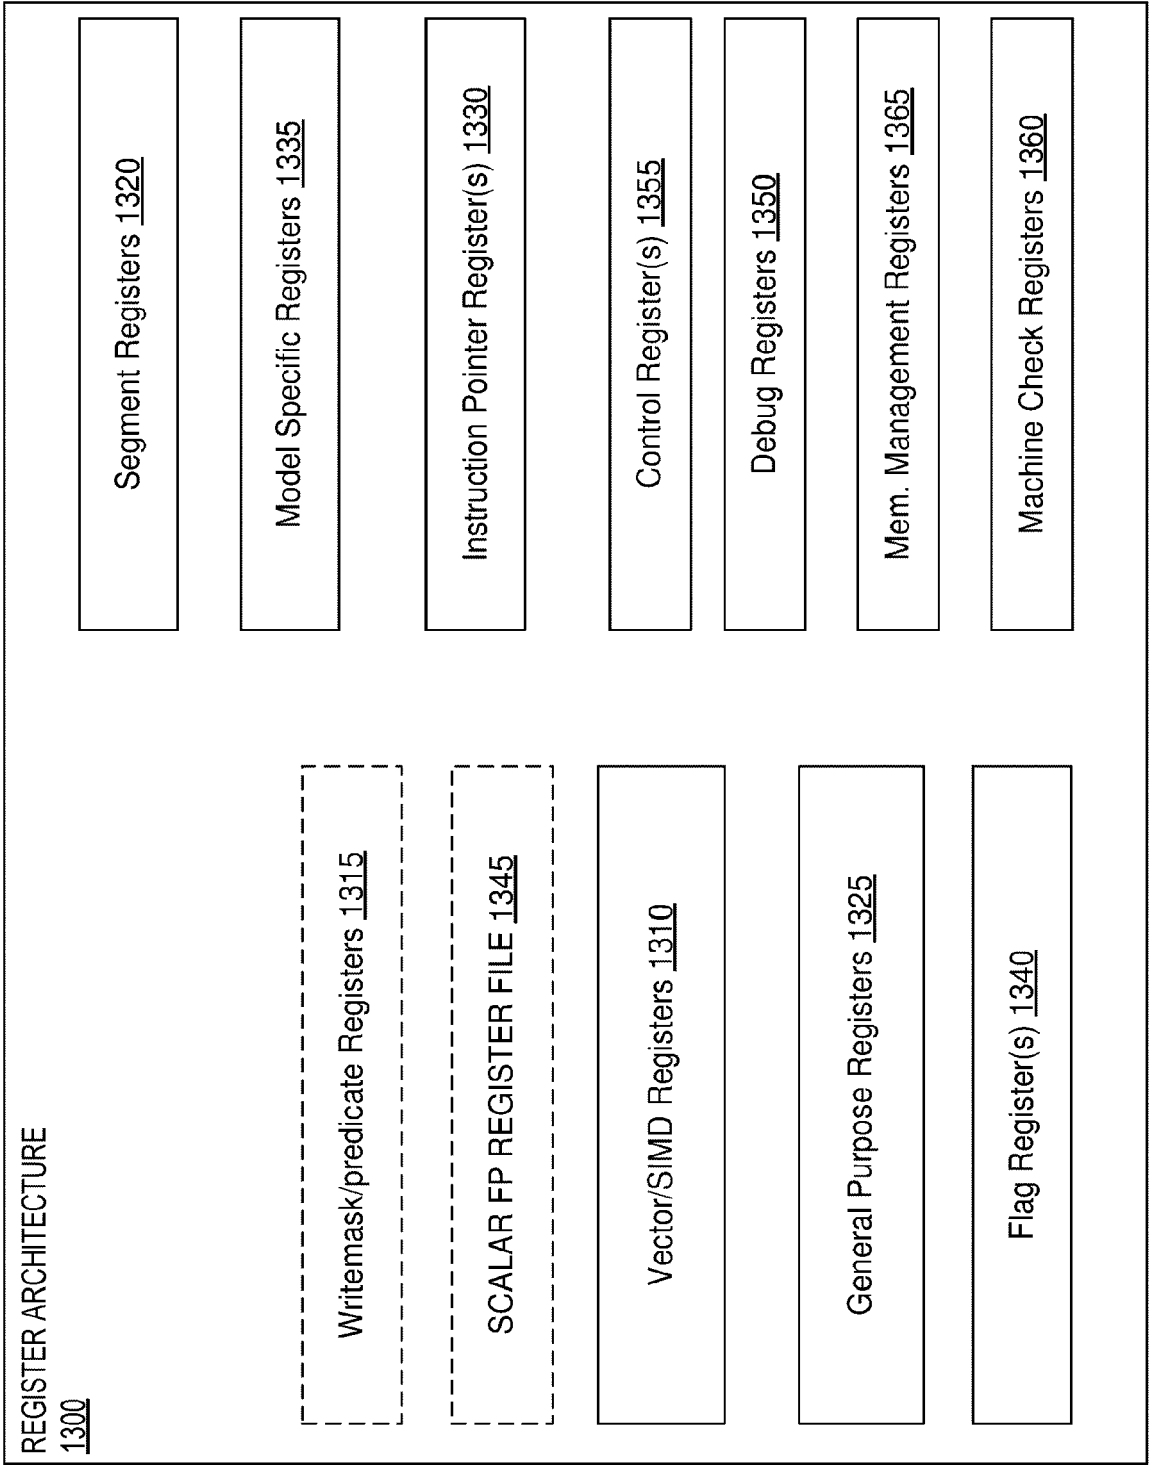 REGISTER ARCHITECTURE
1300
Writemask/predicate Registers 1315
SCALAR FP REGISTER FILE 1345
Vector/SIMD Registers 1310
General Purpose Registers 1325
Flag Register(s) 1340
Segment Registers 1320
Model Specific Registers 1335
Instruction Pointer Register(s) 1330
Control Register(s) 1355
Debug Registers 1350
Mem. Management Registers 1365
Machine Check Registers 1360